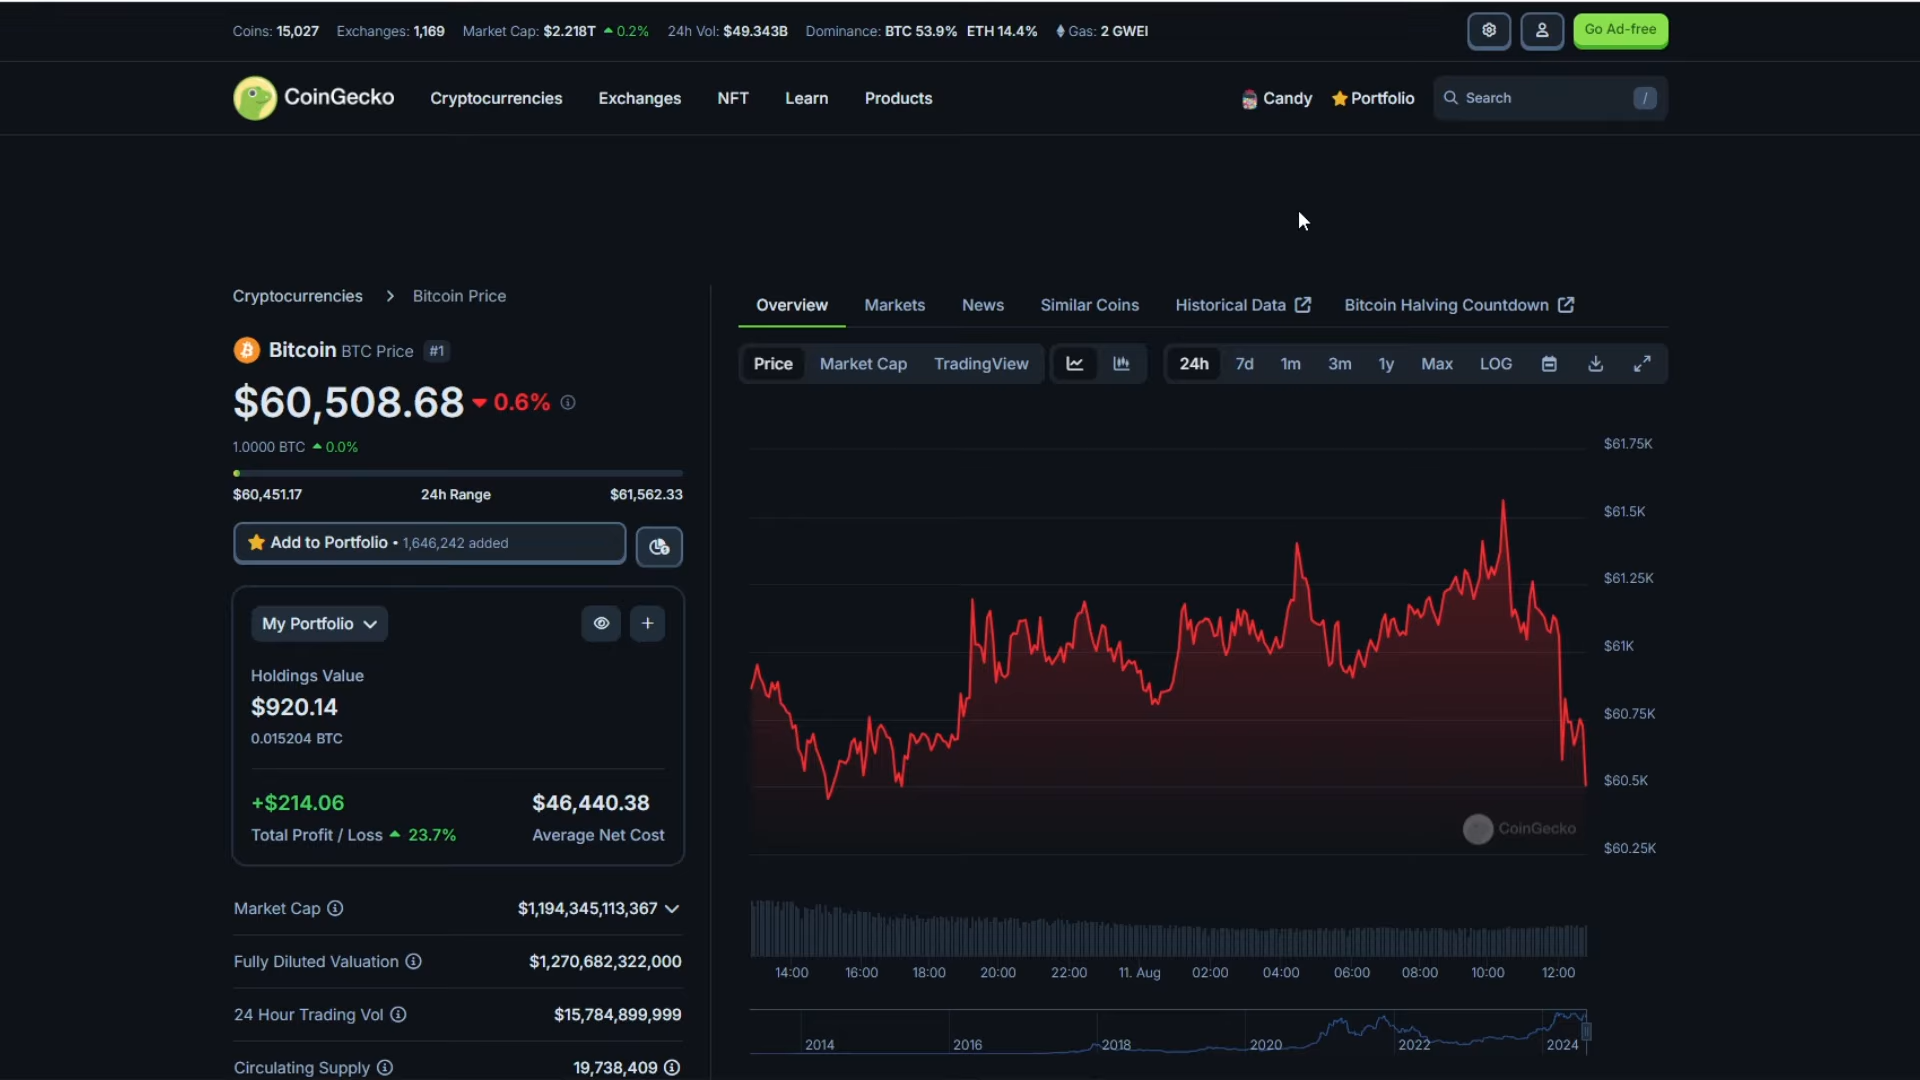 Coins: 15,027 Exchanges: 1,169 Market Cap: $2.218T 0.2% 24h Vol: $49.343B Dominance: BTC 53.9% ETH 14.4% Gas: 2 GWEI
Go Ad-free
CoinGecko Cryptocurrencies Exchanges NFT Learn Products Candy Portfolio Search /
Cryptocurrencies > Bitcoin Price
Bitcoin BTC Price #1
$60,508.68 0.6%
1.0000 BTC 0.0%
$60,451.17 24h Range $61,562.33
Add to Portfolio • 1,646,242 added
My Portfolio
Holdings Value
$920.14
0.015204 BTC
+$214.06 $46,440.38
Total Profit / Loss 23.7% Average Net Cost
Market Cap $1,194,345,113,367
Fully Diluted Valuation $1,270,682,322,000
24 Hour Trading Vol $15,784,899,999
Circulating Supply 19,738,409
Overview Markets News Similar Coins Historical Data Bitcoin Halving Countdown
Price Market Cap TradingView 24h 7d 1m 3m 1y Max LOG
$61.75K
$61.5K
$61.25K
$61K
$60.75K
$60.5K
CoinGecko
$60.25K
14:00 16:00 18:00 20:00 22:00 11. Aug 02:00 04:00 06:00 08:00 10:00 12:00
2014 2016 2018 2020 2022 2024